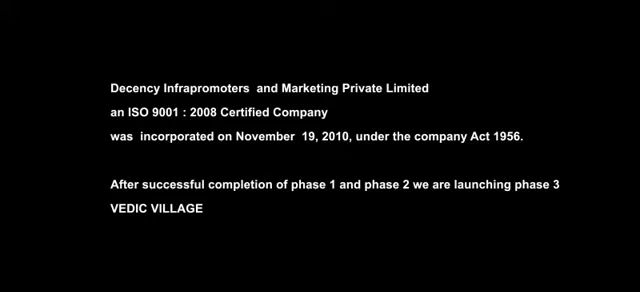 Decency Infrapromoters and Marketing Private Limited
an ISO 9001 : 2008 Certified Company
was incorporated on November 19, 2010, under the company Act 1956.
After successful completion of phase 1 and phase 2 we are launching phase 3
VEDIC VILLAGE